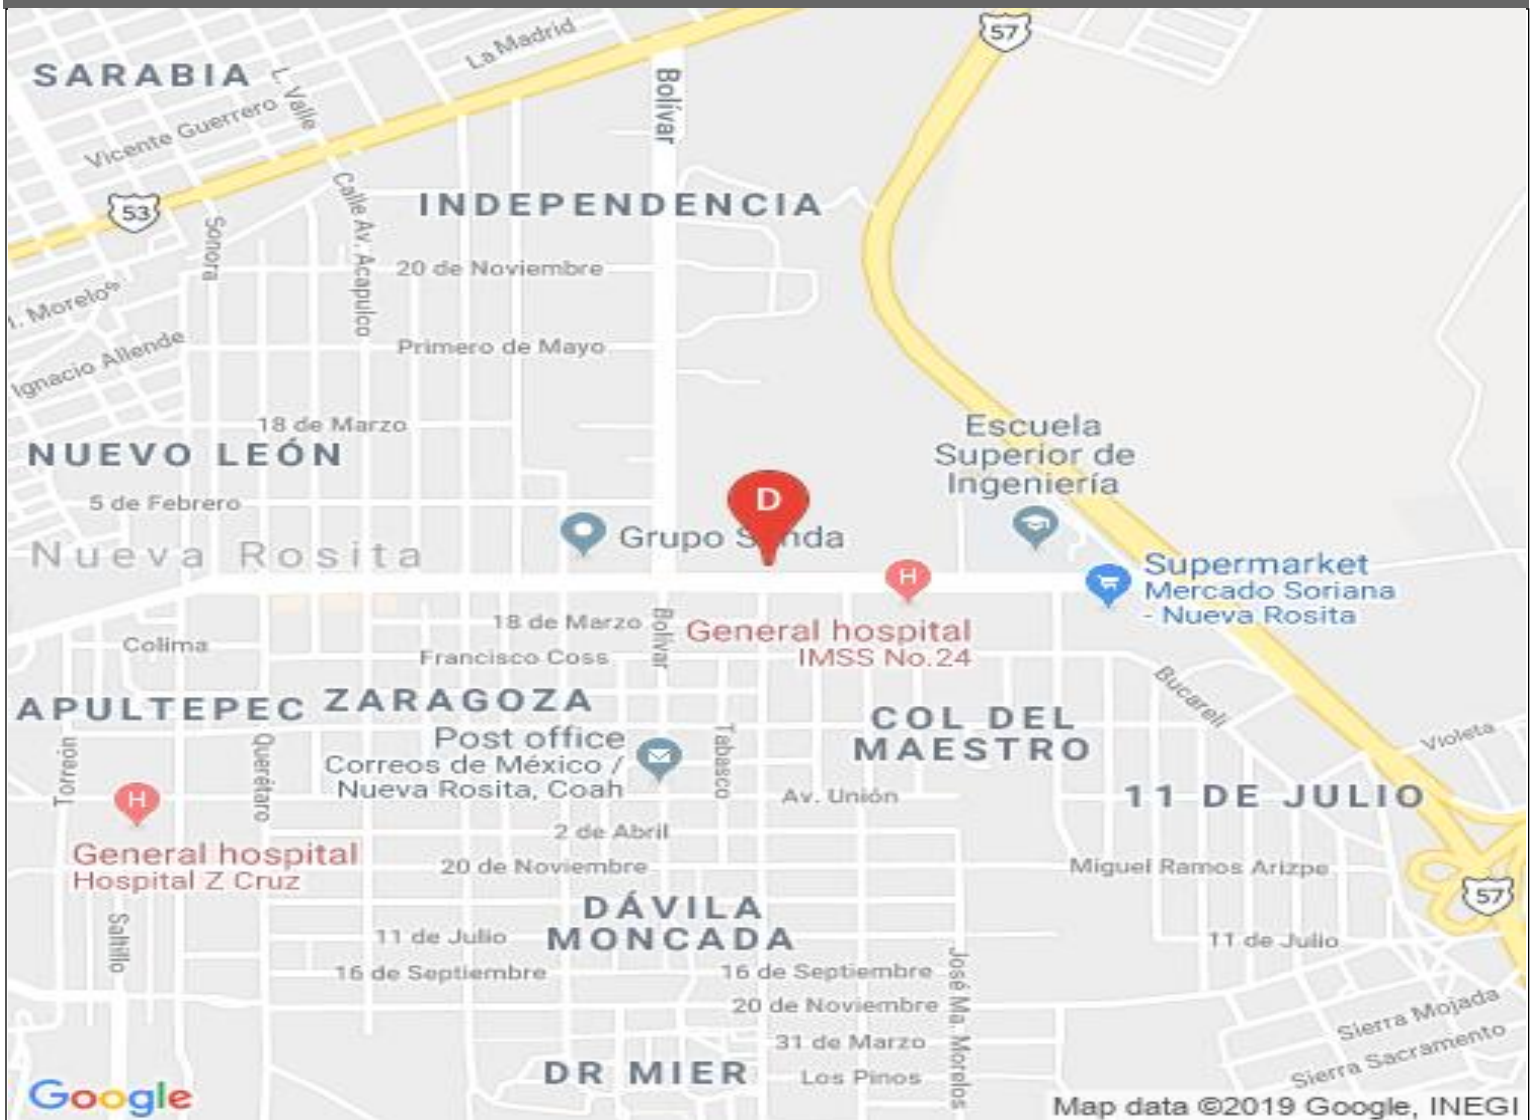 57
La Madrid
SARABIA
L. Valle
Bolívar
Vicente Guerrero
53
Calle Av. Acapulco
INDEPENDENCIA
Sonora
20 de Noviembre
Morelos
Ignacio Allende
Primero de Mayo
18 de Marzo
Escuela
Superior de
Ingeniería
NUEVO LEÓN
5 de Febrero
D
Grupo
Nueva Rosita
H
Supermarket
Mercado Soriana
- Nueva Rosita
18 de Marzo
Bolívar
General hospital
IMSS No.24
Colima
Francisco Coss
Bucareli
APULTEPEC
ZARAGOZA
COL DEL
MAESTRO
Post office
Correos de México /
Nueva Rosita, Coah
Tabasco
Violeta
Torreón
Querétaro
Av. Unión
11 DE JULIO
H
2 de Abril
General hospital
Hospital Z Cruz
20 de Noviembre
Miguel Ramos Arizpe
57
DÁVILA
MONCADA
Saltillo
11 de Julio
11 de Julio
16 de Septiembre
16 de Septiembre
José Ma. Morelos
20 de Noviembre
Sierra Mojada
31 de Marzo
Sierra Sacramento
DR MIER
Los Pinos
Google
Map data ©2019 Google, INEGI